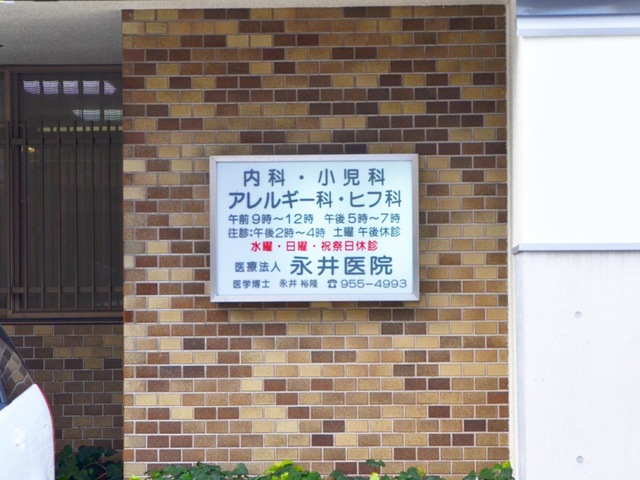 内科・小児科
アレルギー科・ヒフ科
午前9時〜12時 午後5時〜7時
往診:午後2時〜4時 土曜 午後休診
水曜・日曜・祝祭日休診
医療法人 永井医院
医学博士 永井 裕隆 ☎955-4993